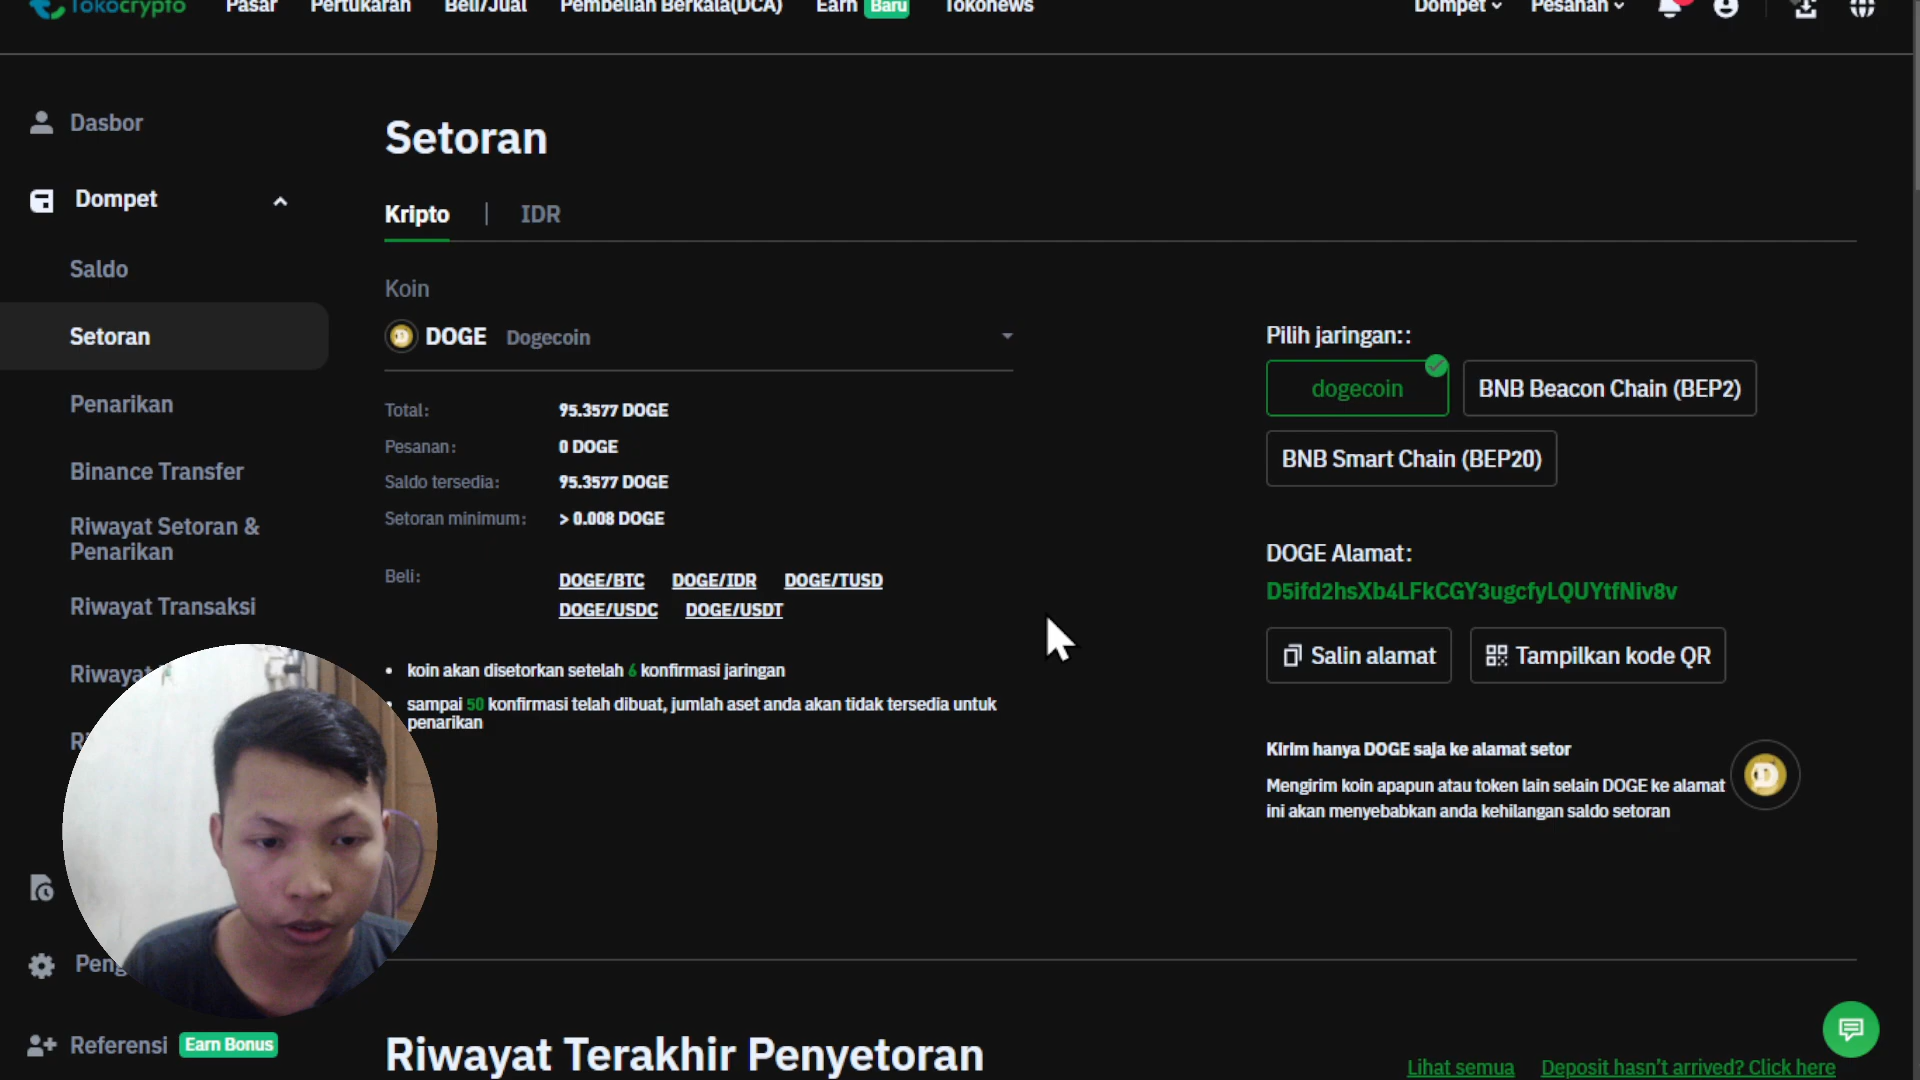 Tokocrypto
Pasar Pertukaran Beli/Jual Pembelian Berkala(DCA) Earn Baru Tokonews
Dompet Pesanan
Dasbor
Dompet
Saldo
Setoran
Penarikan
Binance Transfer
Riwayat Setoran &
Penarikan
Riwayat Transaksi
Riwayat
Referensi Earn Bonus
Setoran
Kripto | IDR
Koin
DOGE Dogecoin
Total: 95.3577 DOGE
Pesanan: 0 DOGE
Saldo tersedia: 95.3577 DOGE
Setoran minimum: > 0.008 DOGE
Beli: DOGE/BTC DOGE/IDR DOGE/TUSD
DOGE/USDC DOGE/USDT
• koin akan disetorkan setelah 6 konfirmasi jaringan
• sampai 50 konfirmasi telah dibuat, jumlah aset anda akan tidak tersedia untuk
penarikan
Pilih jaringan::
dogecoin BNB Beacon Chain (BEP2)
BNB Smart Chain (BEP20)
DOGE Alamat:
D5ifd2hsXb4LFkCGY3ugcfyLQUYtfNiv8v
Salin alamat Tampilkan kode QR
Kirim hanya DOGE saja ke alamat setor
Mengirim koin apapun atau token lain selain DOGE ke alamat
ini akan menyebabkan anda kehilangan saldo setoran
Riwayat Terakhir Penyetoran
Lihat semua Deposit hasn't arrived? Click here